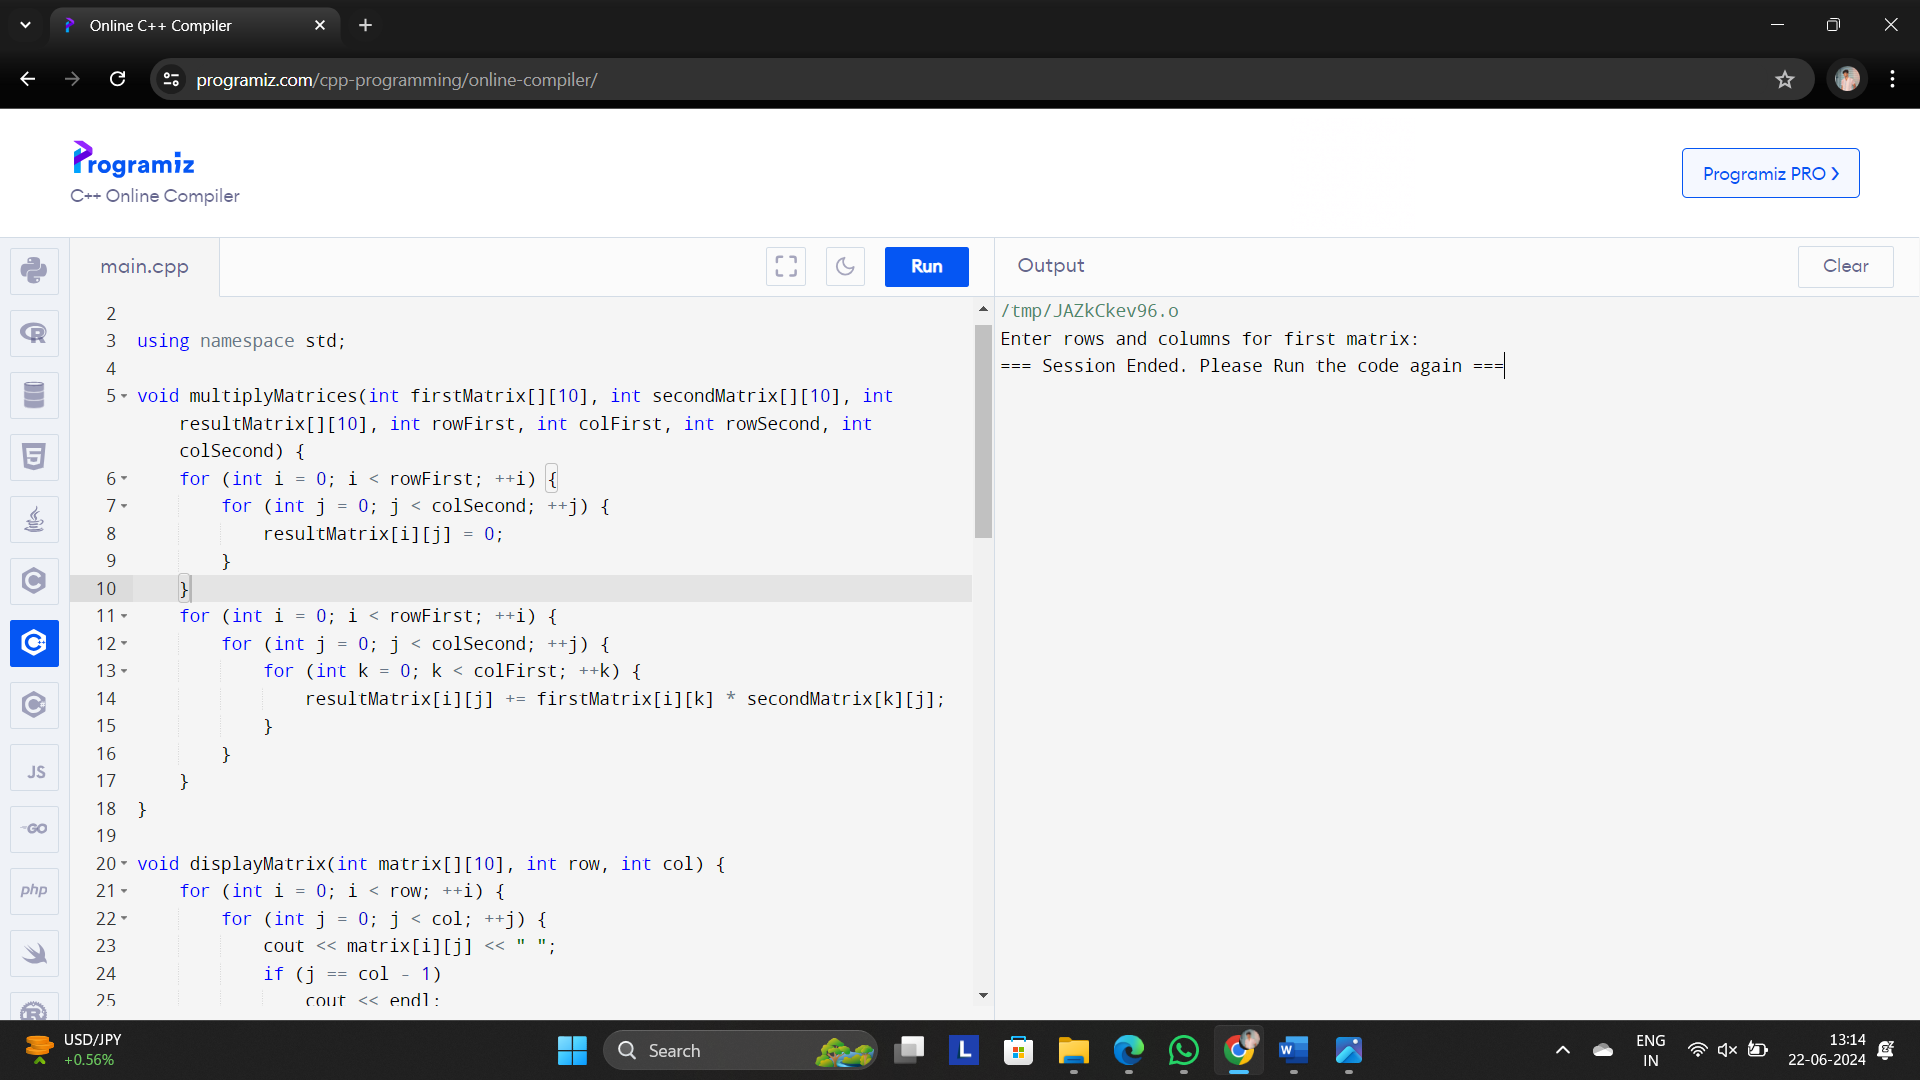 Online C++ Compiler
programiz.com/cpp-programming/online-compiler/
Programiz
C++ Online Compiler
Programiz PRO
main.cpp
Run
Output
Clear
2
3 using namespace std;
4
5 void multiplyMatrices(int firstMatrix[][10], int secondMatrix[][10], int
resultMatrix[][10], int rowFirst, int colFirst, int rowSecond, int
colSecond) {
6 for (int i = 0; i < rowFirst; ++i) {
7 for (int j = 0; j < colSecond; ++j) {
8 resultMatrix[i][j] = 0;
9 }
10 }
11 for (int i = 0; i < rowFirst; ++i) {
12 for (int j = 0; j < colSecond; ++j) {
13 for (int k = 0; k < colFirst; ++k) {
14 resultMatrix[i][j] += firstMatrix[i][k] * secondMatrix[k][j];
15 }
16 }
17 }
18 }
19
20 void displayMatrix(int matrix[][10], int row, int col) {
21 for (int i = 0; i < row; ++i) {
22 for (int j = 0; j < col; ++j) {
23 cout << matrix[i][j] << " ";
24 if (j == col - 1)
25 cout << endl;
/tmp/JAZkCkev96.o
Enter rows and columns for first matrix:
=== Session Ended. Please Run the code again ===
JS
GO
php
USD/JPY
+0.56%
Search
L
W
ENG
IN
13:14
22-06-2024